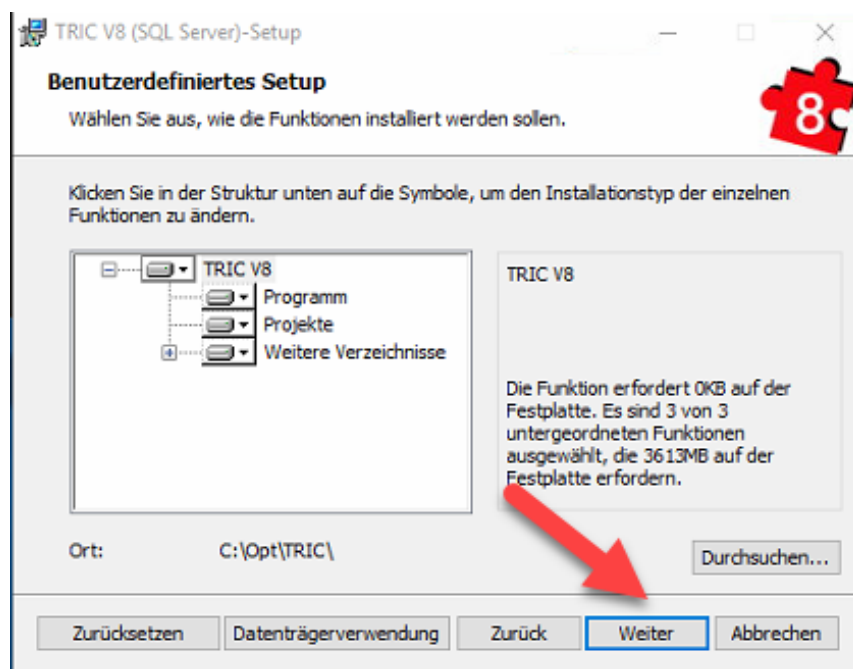 TRIC V8 (SQL Server)-Setup
Benutzerdefiniertes Setup
Wählen Sie aus, wie die Funktionen installiert werden sollen.
8
Klicken Sie in der Struktur unten auf die Symbole, um den Installationstyp der einzelnen
Funktionen zu ändern.
TRIC V8
Programm
Projekte
Weitere Verzeichnisse
TRIC V8
Die Funktion erfordert 0KB auf der
Festplatte. Es sind 3 von 3
untergeordneten Funktionen
ausgewählt, die 3613MB auf der
Festplatte erfordern.
Ort: C:\Opt\TRIC\
Durchsuchen...
Zurücksetzen Datenträgerverwendung Zurück Weiter Abbrechen